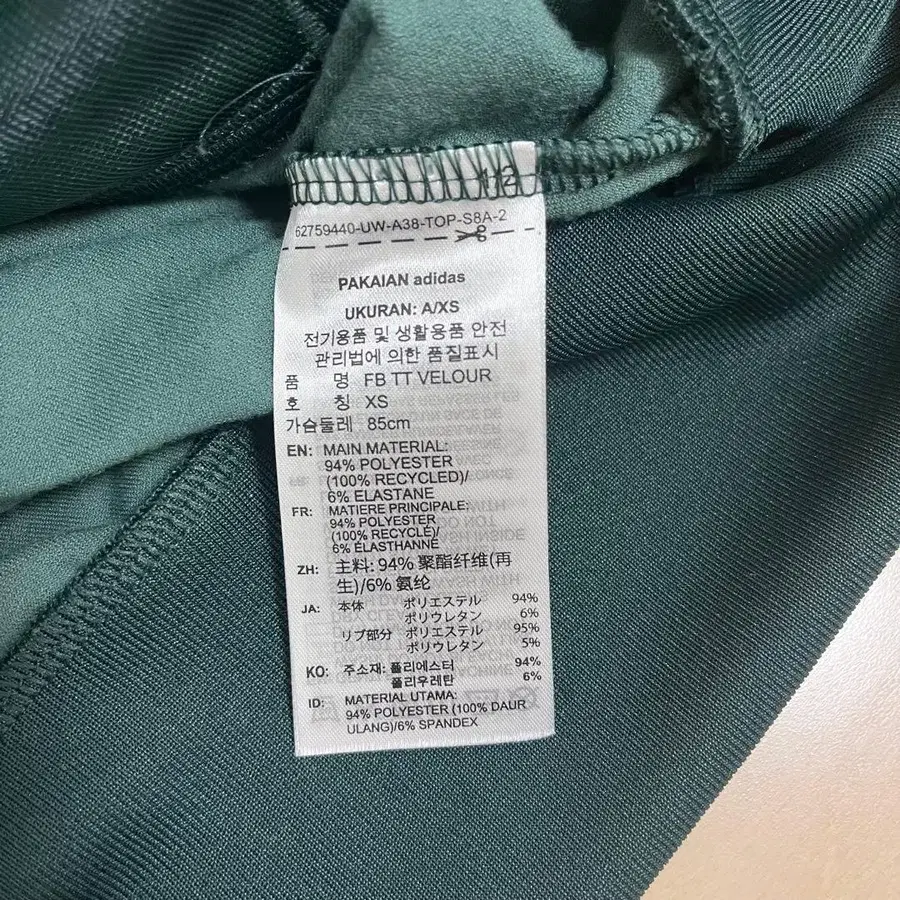 1/2
62759440-UW-A38-TOP-S8A-2
PAKAIAN adidas
UKURAN: A/XS
전기용품 및 생활용품 안전
관리법에 의한 품질표시
품 명 FB TT VELOUR
호 칭 XS
가슴둘레 85cm
EN: MAIN MATERIAL:
94% POLYESTER
(100% RECYCLED)/
6% ELASTANE
FR: MATIERE PRINCIPALE:
94% POLYESTER
(100% RECYCLÉ)/
6% ÉLASTHANNE
ZH: 主料: 94% 聚酯纤维(再
生)/6% 氨纶
JA: 本体 ポリエステル 94%
ポリウレタン 6%
リブ部分 ポリエステル 95%
ポリウレタン 5%
KO: 주소재: 폴리에스터 94%
폴리우레탄 6%
ID: MATERIAL UTAMA:
94% POLYESTER (100% DAUR
ULANG)/6% SPANDEX